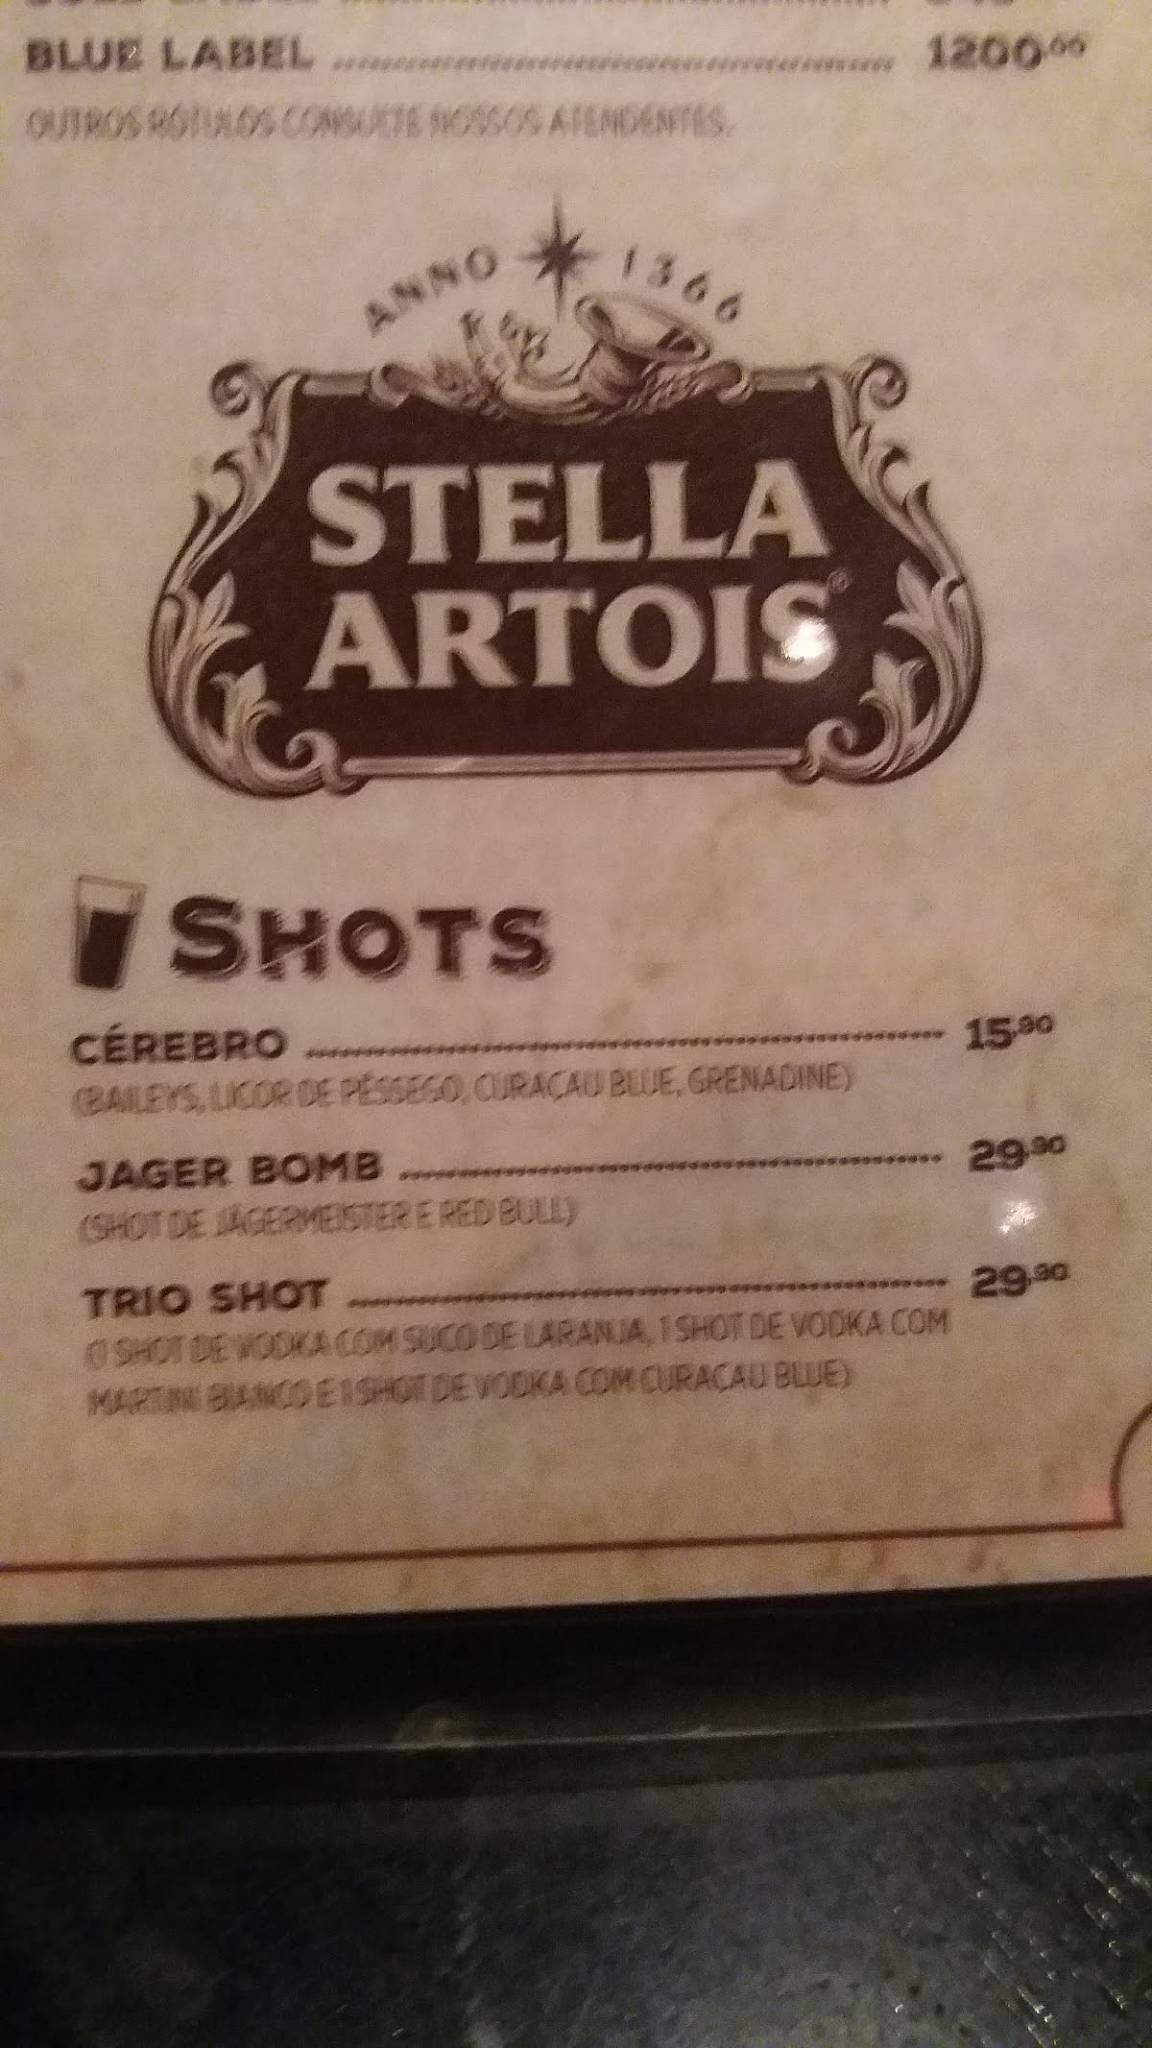 BLUE LABEL ........ 1200,00
OUTROS RÓTULOS CONSULTE NOSSOS ATENDENTES.
ANNO 1366
STELLA
ARTOIS®
SHOTS
CÉREBRO ........ 15,90
(BAILEYS, LICOR DE PÊSSEGO, CURAÇAU BLUE, GRENADINE)
JAGER BOMB ........ 29,90
(SHOT DE JÄGERMEISTER E RED BULL)
TRIO SHOT ........ 29,90
(1 SHOT DE VODKA COM SUCO DE LARANJA, 1 SHOT DE VODKA COM
MARTINI BIANCO E 1 SHOT DE VODKA COM CURAÇAU BLUE)